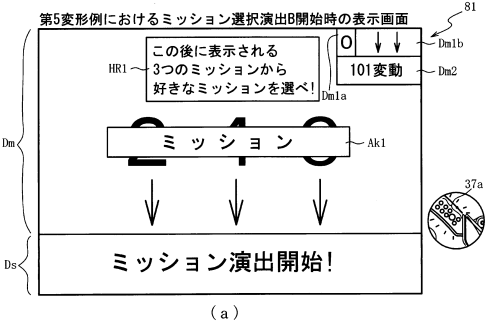 第5変形例におけるミッション選択演出B開始時の表示画面
81
この後に表示される
3つのミッションから
好きなミッションを選べ!
HR1
0
Dm1b
Dm1a
101変動
Dm2
Dm
2 4 0
ミッション
Ak1
37a
Ds
ミッション演出開始!
(a)